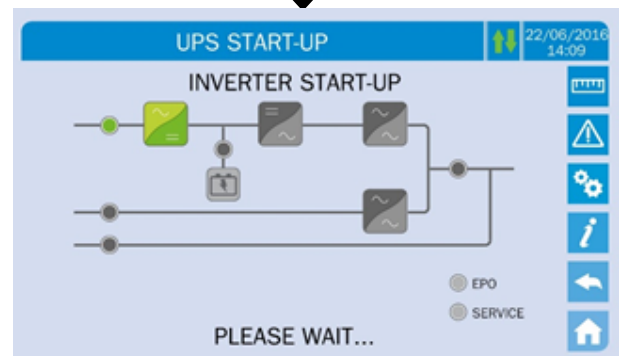 UPS START-UP
22/06/2016
14:09
INVERTER START-UP
EPO
SERVICE
PLEASE WAIT...